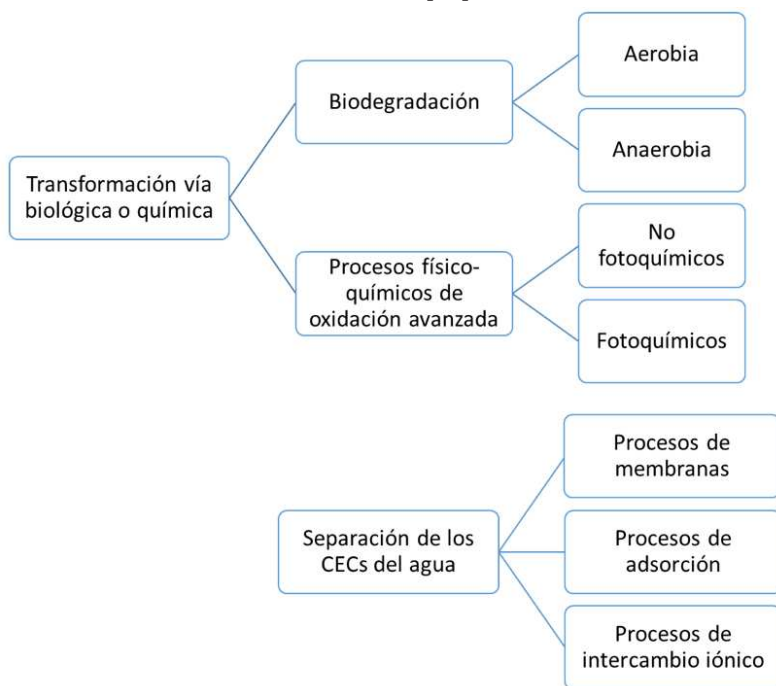 Aerobia
Biodegradación
Anaerobia
Transformación vía
biológica o química
No
fotoquímicos
Procesos físico-
químicos de
oxidación avanzada
Fotoquímicos
Procesos de
membranas
Separación de los
CECs del agua
Procesos de
adsorción
Procesos de
intercambio iónico